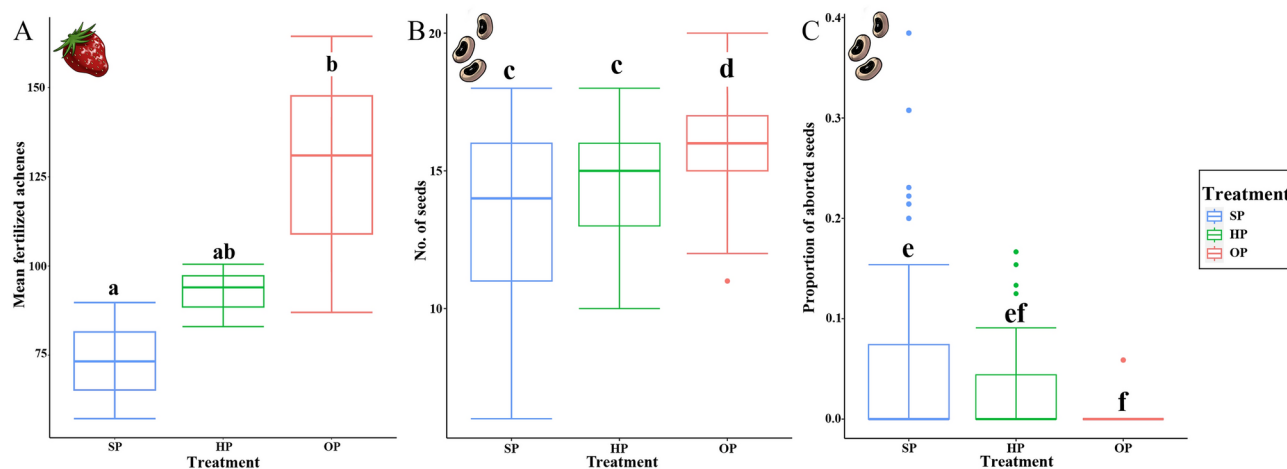 A
Mean fertilized achenes
150
125
100
75
a
ab
b
SP
HP
OP
Treatment
B
No. of seeds
20
15
10
c
c
d
SP
HP
OP
Treatment
C
Proportion of aborted seeds
0.4
0.3
0.2
0.1
0.0
e
ef
f
SP
HP
OP
Treatment
Treatment
SP
HP
OP